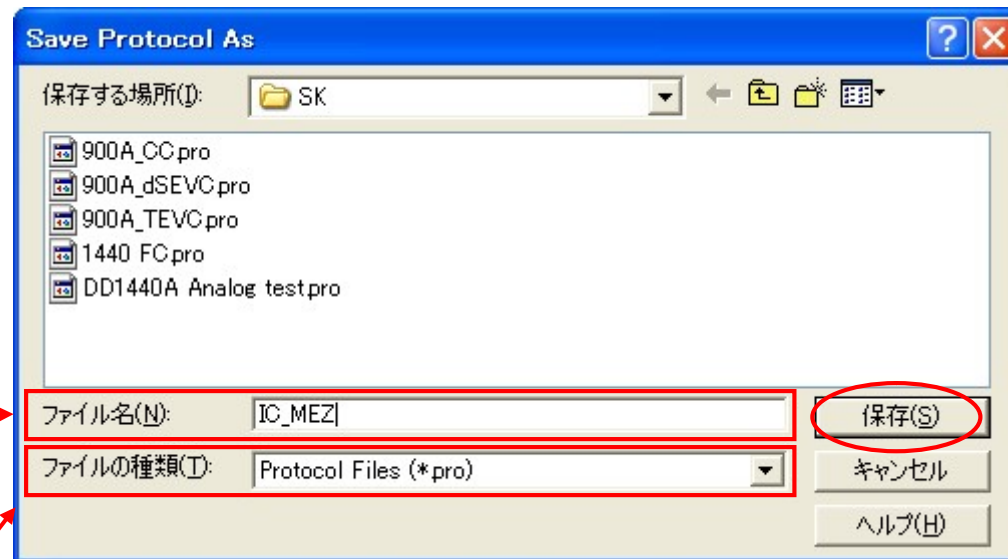 Save Protocol As
保存する場所(I): SK
900A_CC.pro
900A_dSEVC.pro
900A_TEVC.pro
1440 FC.pro
DD1440A Analog test.pro
ファイル名(N): IC_MEZ 保存(S)
ファイルの種類(T): Protocol Files (*.pro) キャンセル
ヘルプ(H)